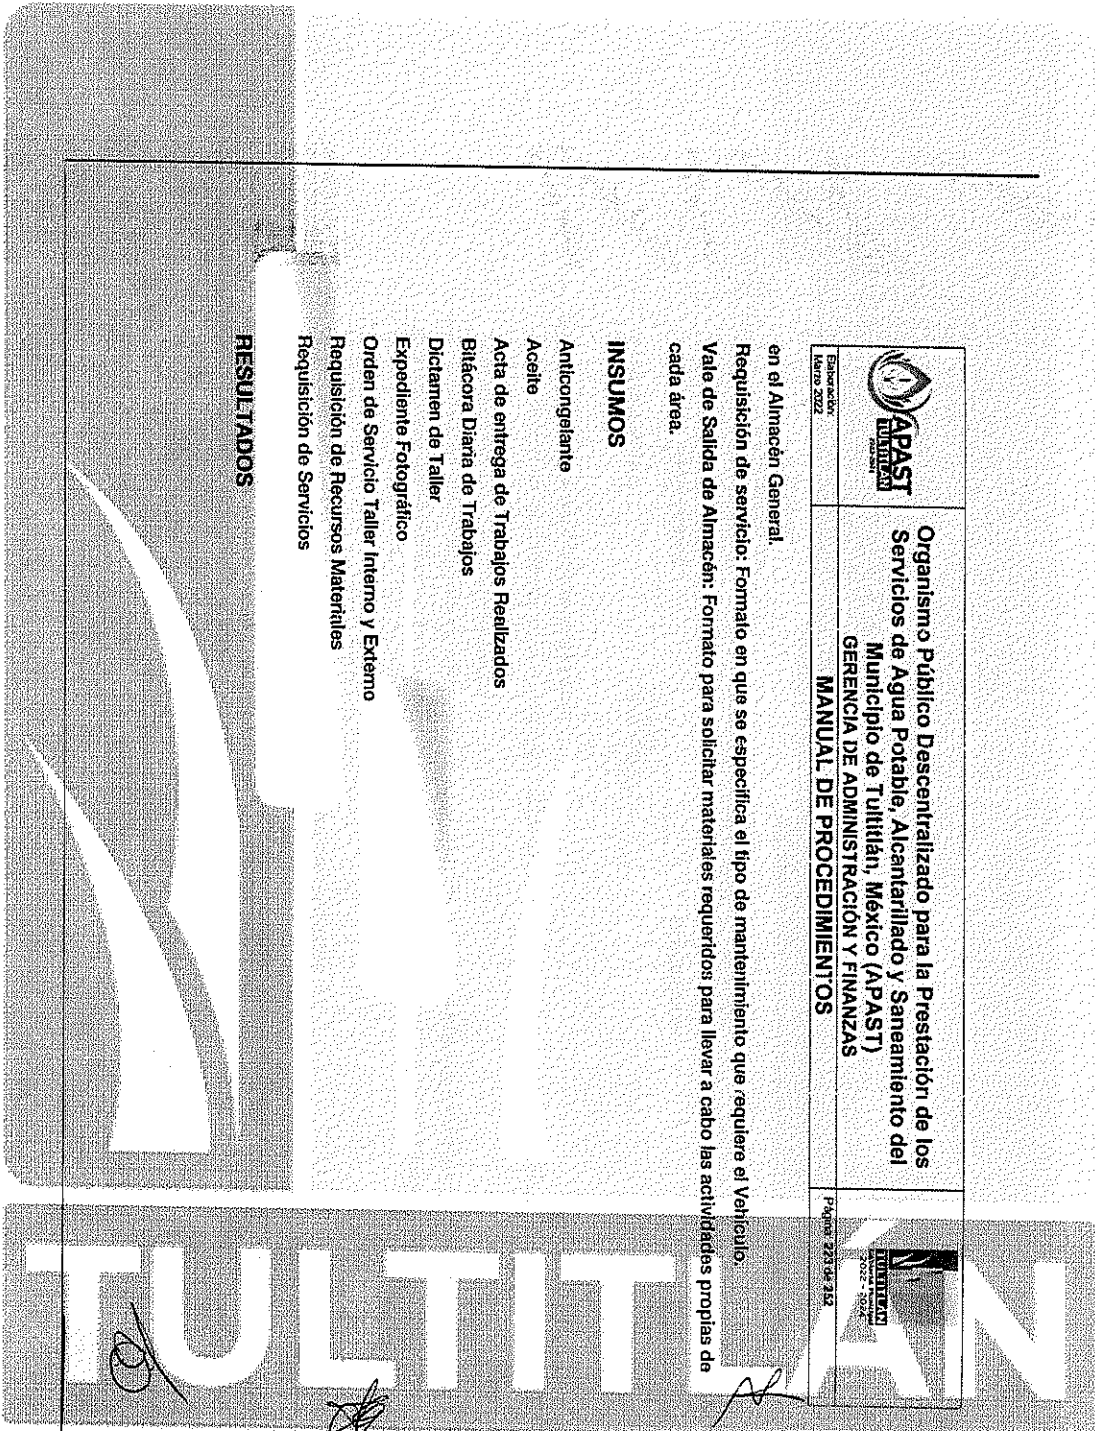 APAST
TULTITLÁN
2022-2024
Organismo Público Descentralizado para la Prestación de los
Servicios de Agua Potable, Alcantarillado y Saneamiento del
Municipio de Tultitlán, México (APAST)
GERENCIA DE ADMINISTRACIÓN Y FINANZAS
TULTITLÁN
2022 - 2024
Elaboración:
Marzo 2022
MANUAL DE PROCEDIMIENTOS
Página: 223 de 252
en el Almacén General.
Requisición de servicio: Formato en que se especifica el tipo de mantenimiento que requiere el Vehículo.
Vale de Salida de Almacén: Formato para solicitar materiales requeridos para llevar a cabo las actividades propias de
cada área.
INSUMOS
Anticongelante
Aceite
Acta de entrega de Trabajos Realizados
Bitácora Diaria de Trabajos
Dictamen de Taller
Expediente Fotográfico
Orden de Servicio Taller Interno y Externo
Requisición de Recursos Materiales
Requisición de Servicios
RESULTADOS
TULTITLÁN